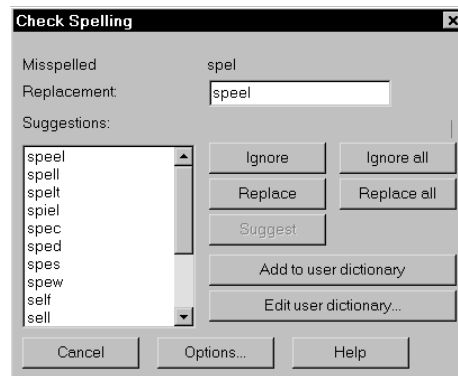 Check Spelling
Misspelled spel
Replacement: speel
Suggestions:
speel
spell
spelt
spiel
spec
sped
spes
spew
self
sell
Ignore Ignore all
Replace Replace all
Suggest
Add to user dictionary
Edit user dictionary...
Cancel Options... Help